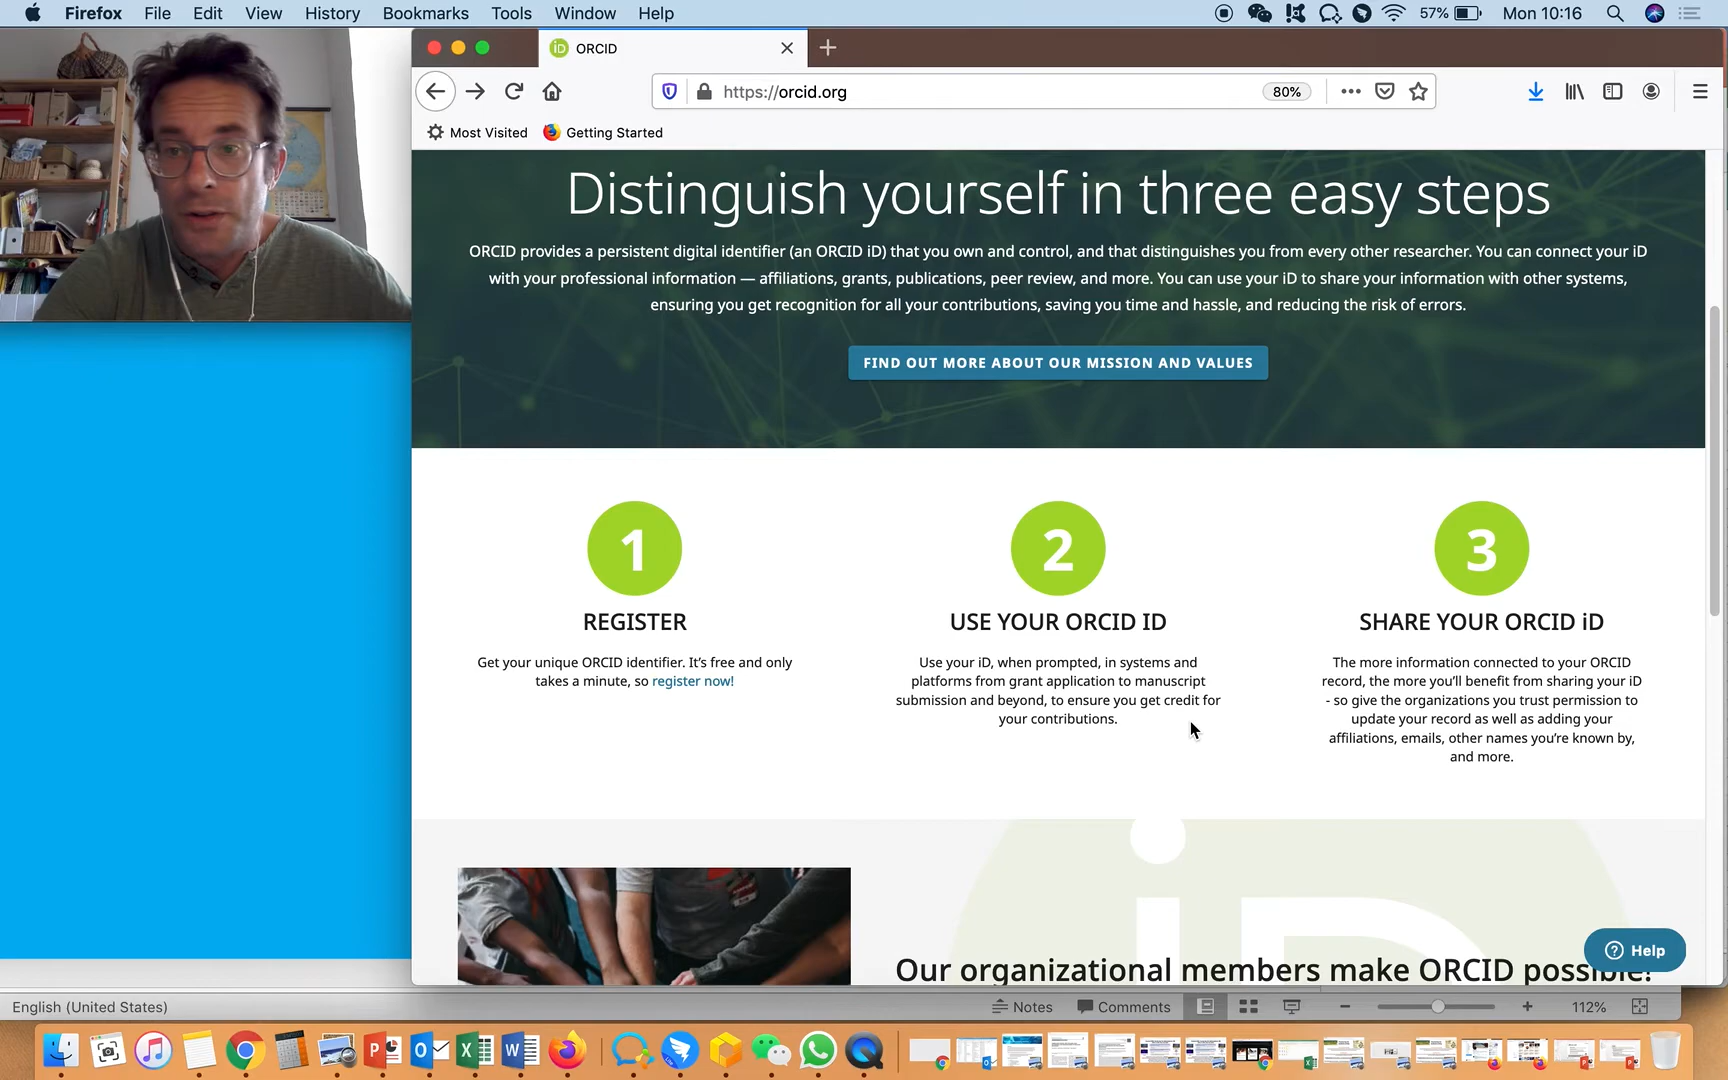 Firefox File Edit View History Bookmarks Tools Window Help 57% Mon 10:16
iD ORCID
https://orcid.org 80%
Most Visited Getting Started
Distinguish yourself in three easy steps
ORCID provides a persistent digital identifier (an ORCID iD) that you own and control, and that distinguishes you from every other researcher. You can connect your iD
with your professional information — affiliations, grants, publications, peer review, and more. You can use your iD to share your information with other systems,
ensuring you get recognition for all your contributions, saving you time and hassle, and reducing the risk of errors.
FIND OUT MORE ABOUT OUR MISSION AND VALUES
1
REGISTER
Get your unique ORCID identifier. It's free and only
takes a minute, so register now!
2
USE YOUR ORCID ID
Use your iD, when prompted, in systems and
platforms from grant application to manuscript
submission and beyond, to ensure you get credit for
your contributions.
3
SHARE YOUR ORCID iD
The more information connected to your ORCID
record, the more you'll benefit from sharing your iD
- so give the organizations you trust permission to
update your record as well as adding your
affiliations, emails, other names you're known by,
and more.
iD
Our organizational members make ORCID possible!
Help
English (United States) Notes Comments 112%